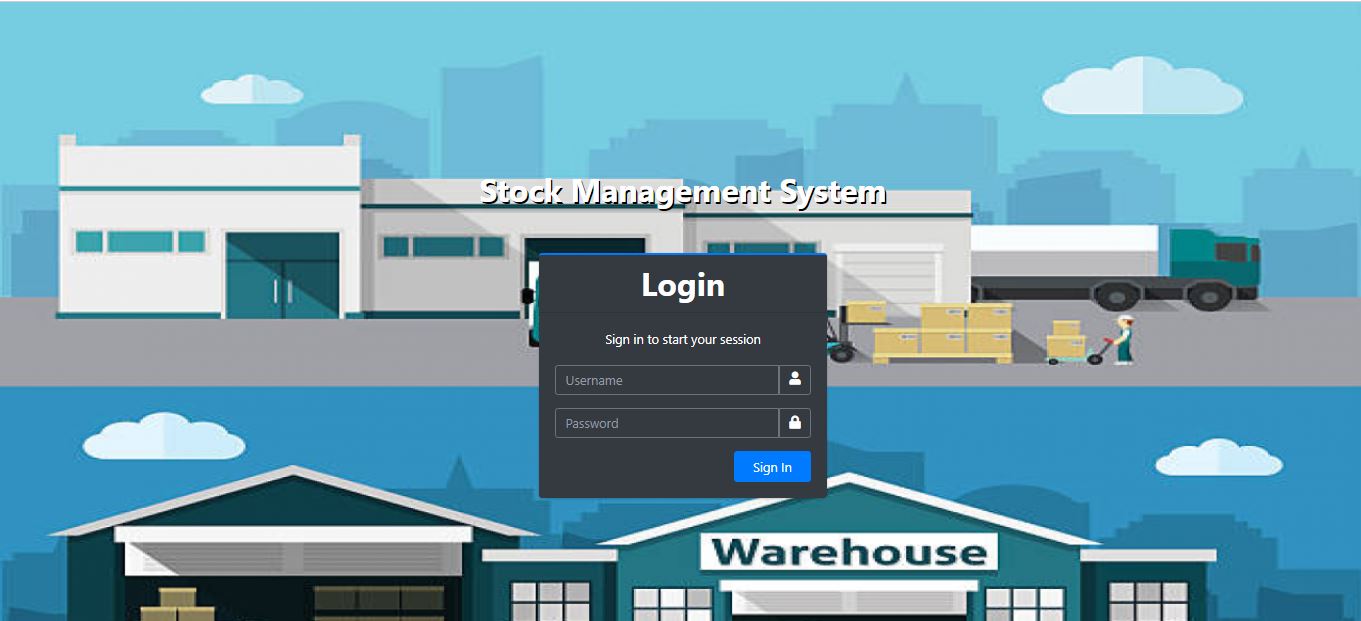 Stock Management System
Login
Sign in to start your session
Username
Password
Sign In
Warehouse